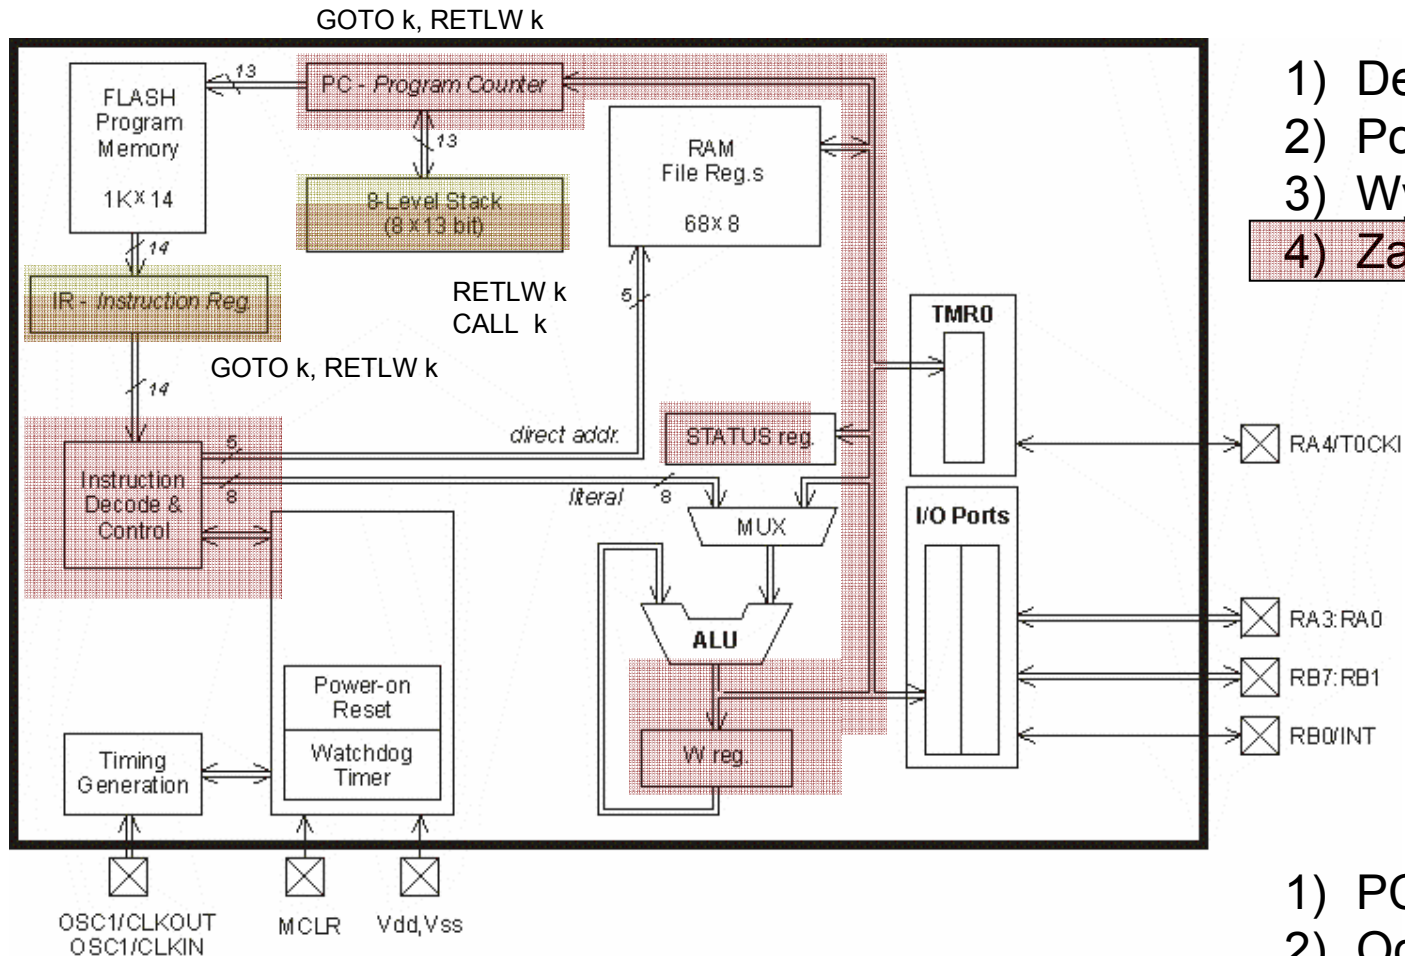 GOTO k, RETLW k
FLASH
Program
Memory
1K x 14
13
PC - Program Counter
13
8-Level Stack
(8 x 13 bit)
RAM
File Reg.s
68 x 8
14
IR - Instruction Reg.
RETLW k
CALL k
5
GOTO k, RETLW k
14
Instruction
Decode &
Control
5
8
direct addr.
literal
8
STATUS reg.
MUX
ALU
W reg.
TMR0
I/O Ports
RA4/T0CKI
RA3:RA0
RB7:RB1
RB0/INT
Power-on
Reset
Watchdog
Timer
Timing
Generation
OSC1/CLKOUT
OSC1/CLKIN
MCLR
Vdd,Vss
1)
2)
3)
4)
1)
2)